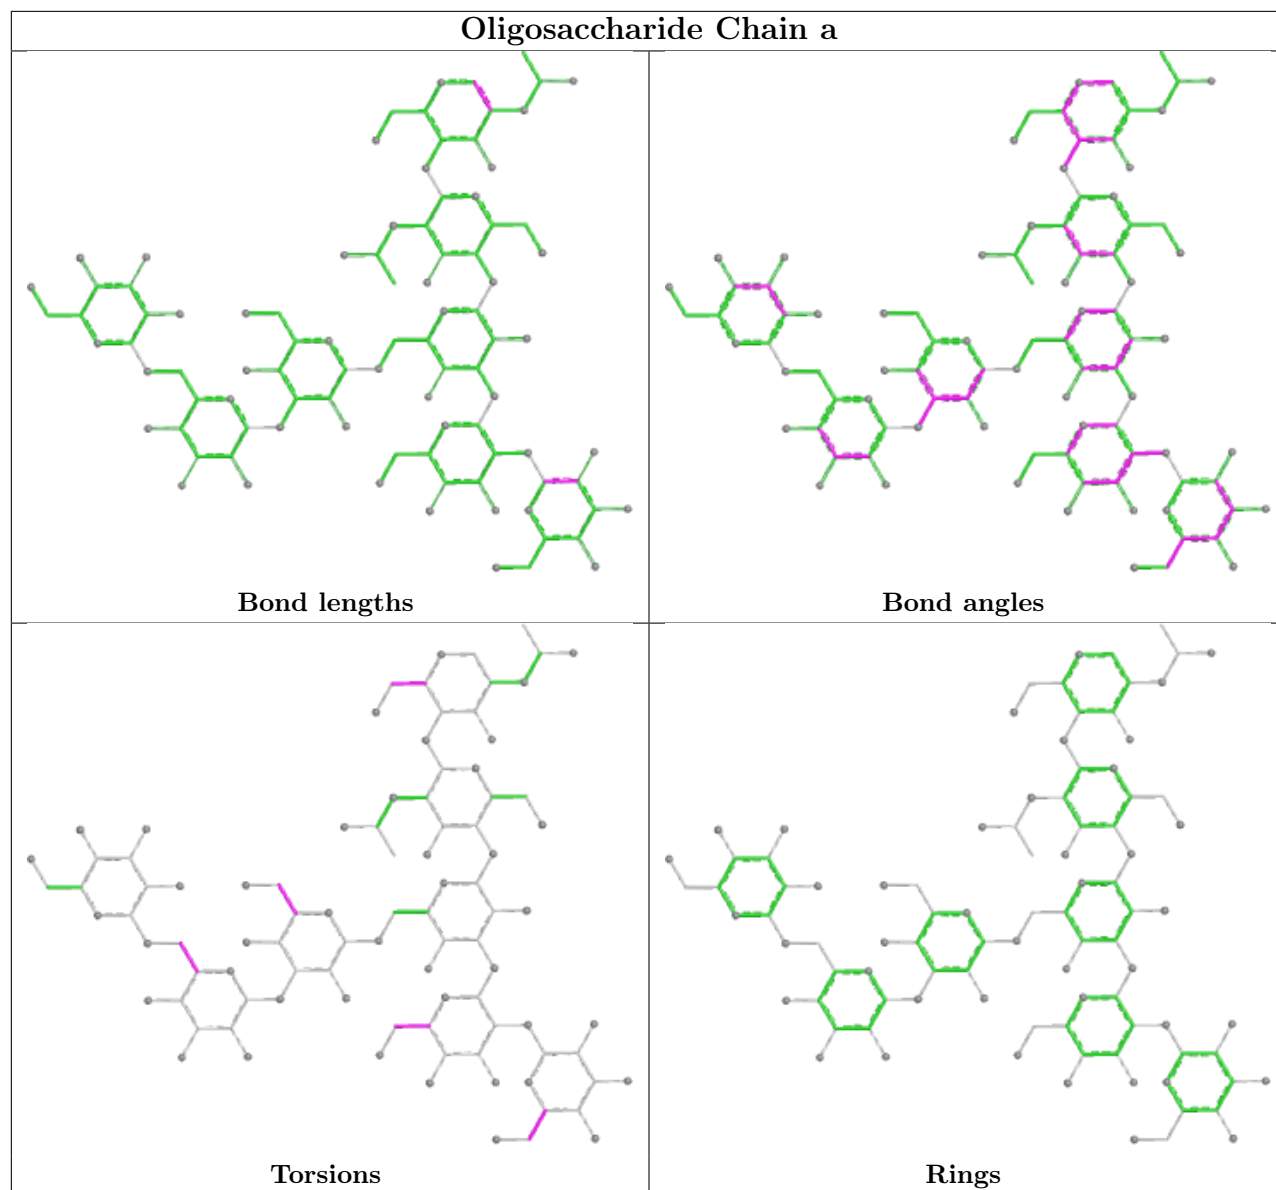 Oligosaccharide Chain a
Bond lengths
Bond angles
Torsions
Rings